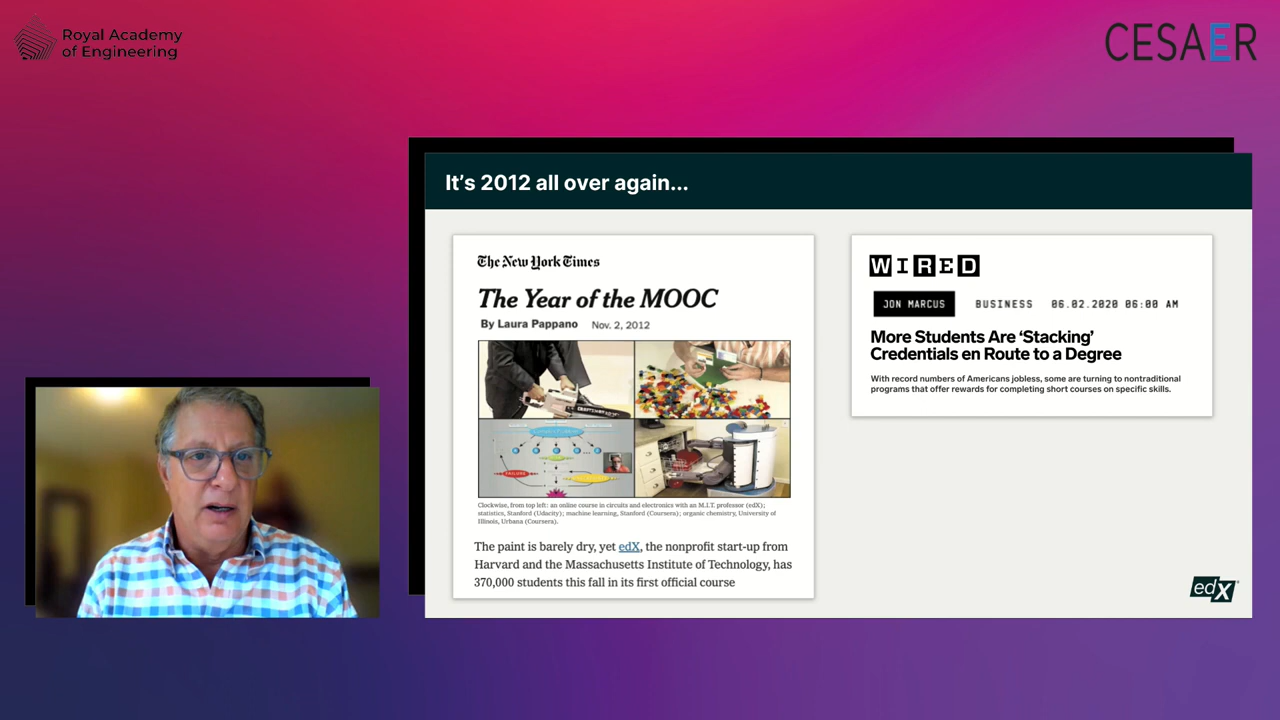 Royal Academy
of Engineering
CESAER
It's 2012 all over again...
The New York Times
The Year of the MOOC
By Laura Pappano Nov. 2, 2012
Clockwise, from top left: an online course in circuits and electronics with an M.I.T. professor (edX);
statistics, Stanford (Udacity); machine learning, Stanford (Coursera); organic chemistry, University of
Illinois, Urbana (Coursera).
The paint is barely dry, yet edX, the nonprofit start-up from
Harvard and the Massachusetts Institute of Technology, has
370,000 students this fall in its first official course
WIRED
JON MARCUS BUSINESS 06.02.2020 06:00 AM
More Students Are ‘Stacking’
Credentials en Route to a Degree
With record numbers of Americans jobless, some are turning to nontraditional
programs that offer rewards for completing short courses on specific skills.
edX